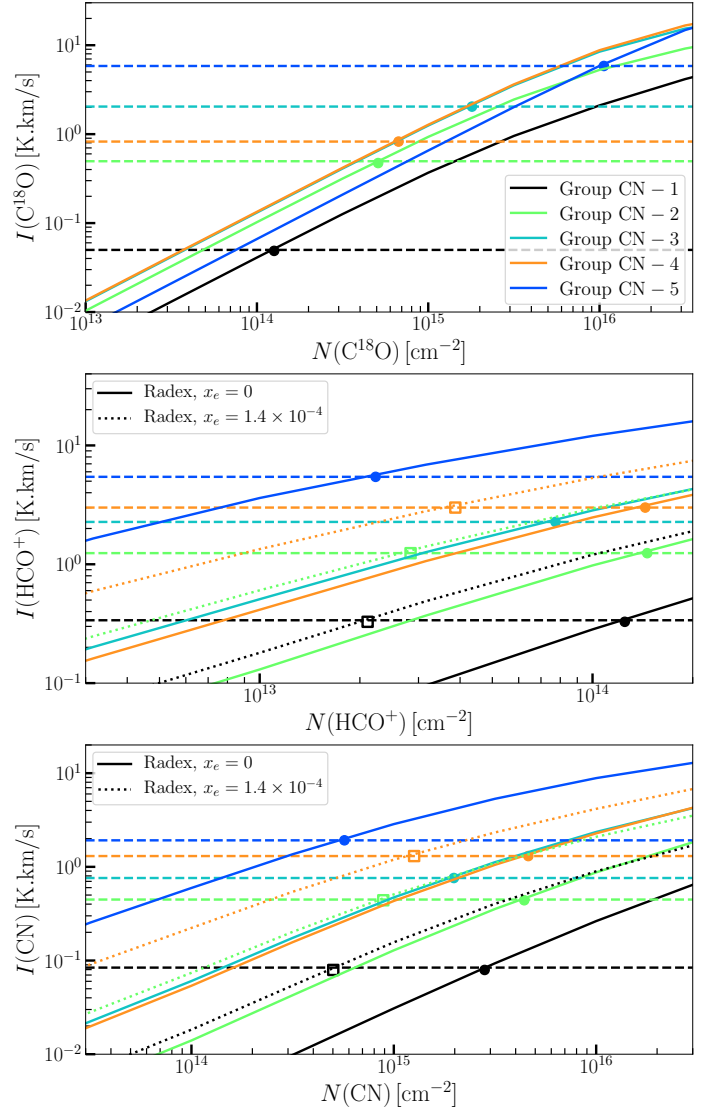 10^1
10^0
10^-1
10^-2
I(C^18O) [K.km/s]
Group CN − 1
Group CN − 2
Group CN − 3
Group CN − 4
Group CN − 5
10^13 10^14 10^15 10^16
N(C^18O) [cm^−2]
Radex, x_e = 0
Radex, x_e = 1.4 × 10^−4
10^1
10^0
10^-1
I(HCO^+) [K.km/s]
10^13 10^14
N(HCO^+) [cm^−2]
Radex, x_e = 0
Radex, x_e = 1.4 × 10^−4
10^1
10^0
10^-1
10^-2
I(CN) [K.km/s]
10^14 10^15 10^16
N(CN) [cm^−2]